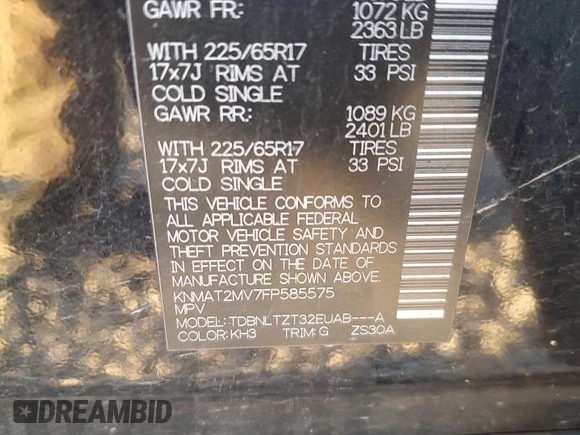 GAWR FR.: 1072 KG
2363 LB
WITH 225/65R17 TIRES
17x7J RIMS AT 33 PSI
COLD SINGLE
GAWR RR.: 1089 KG
2401 LB
WITH 225/65R17 TIRES
17x7J RIMS AT 33 PSI
COLD SINGLE
THIS VEHICLE CONFORMS TO
ALL APPLICABLE FEDERAL
MOTOR VEHICLE SAFETY AND
THEFT PREVENTION STANDARDS
IN EFFECT ON THE DATE OF
MANUFACTURE SHOWN ABOVE.
KNMAT2MV7FP585575
MPV
MODEL: TDBNLTZT32EUAB---A
COLOR: KH3 TRIM: G ZS30A
DREAMBID